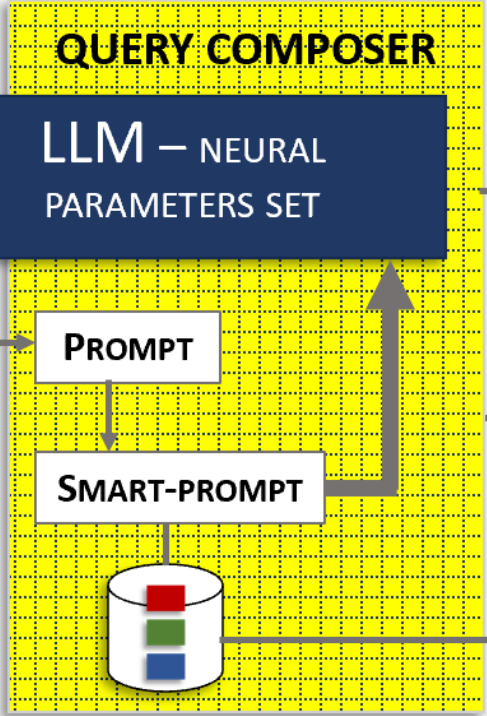 QUERY COMPOSER
LLM – NEURAL
PARAMETERS SET
PROMPT
SMART-PROMPT